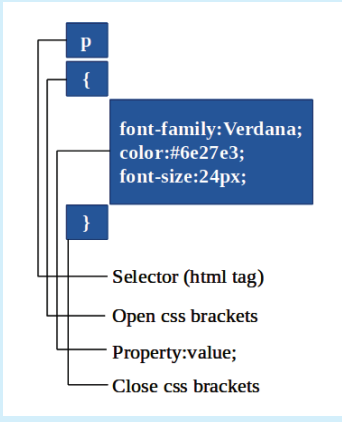 p
{
font-family:Verdana;
color:#6e27e3;
font-size:24px;
}
Selector (html tag)
Open css brackets
Property:value;
Close css brackets